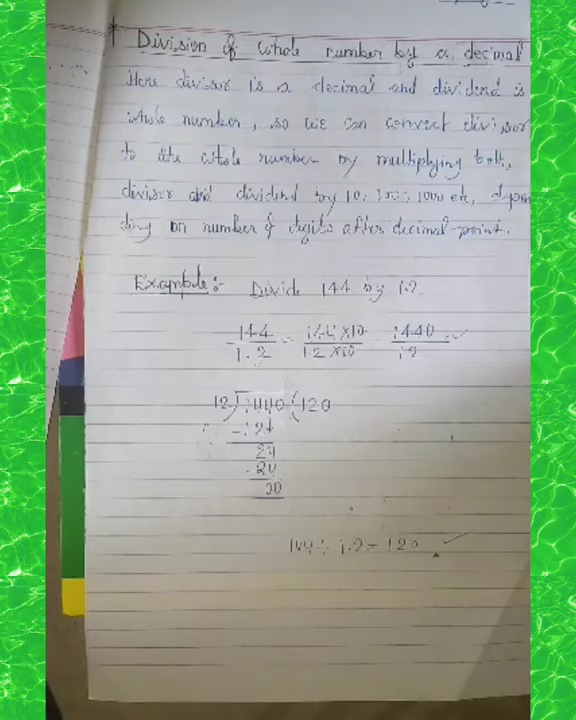 * Division of whole number by a decimal
Here divisor is a decimal and dividend is
whole number, so we can convert divisor
to the whole number by multiplying both,
divisor and dividend by 10, 100, 1000 etc, depen
ding on number of digits after decimal point.
Example:- Divide 144 by 1.2
144/1.2 = 144×10/1.2×10 = 1440/12 ✓
12)1440(120
-12↓
24
-24
00
144÷1.2=120 ✓